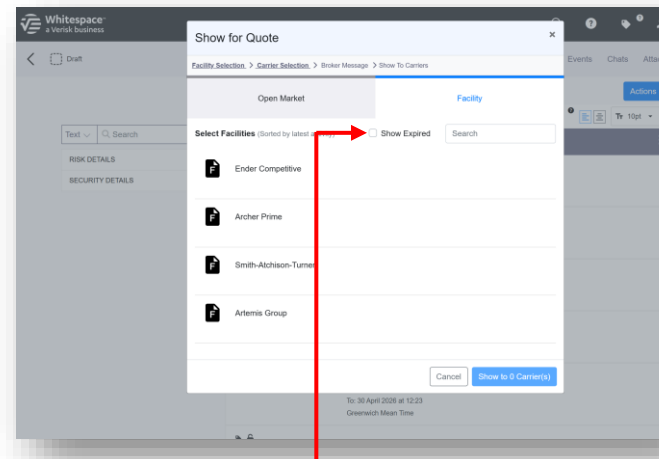 Whitespace
a Verisk business
Draft
Events Chats
Actions
Tr 10pt
Text
Search
RISK DETAILS
SECURITY DETAILS
Show for Quote ×
Facility Selection > Carrier Selection > Broker Message > Show To Carriers
Open Market
Facility
Select Facilities (Sorted by latest
Show Expired
Search
Ender Competitive
Archer Prime
Smith-Atchison-Turner
Artemis Group
Cancel
Show to 0 Carrier(s)
To: 30 April 2026 at 12:23
Greenwich Mean Time